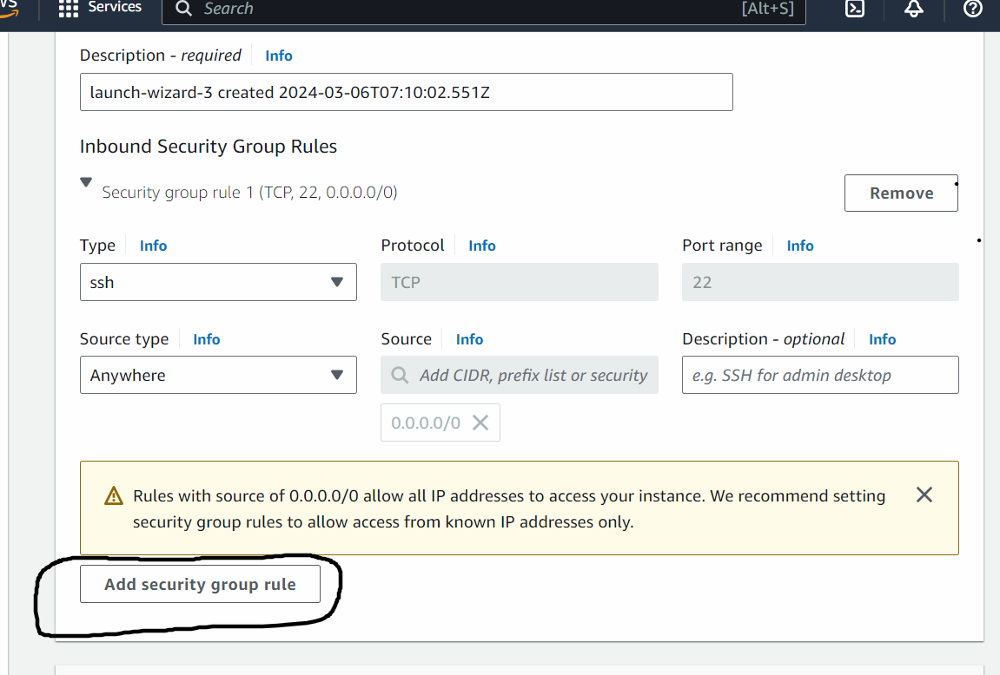 Services Search [Alt+S]
Description - required Info
launch-wizard-3 created 2024-03-06T07:10:02.551Z
Inbound Security Group Rules
Security group rule 1 (TCP, 22, 0.0.0.0/0) Remove
Type Info Protocol Info Port range Info
ssh TCP 22
Source type Info Source Info Description - optional Info
Anywhere Add CIDR, prefix list or security e.g. SSH for admin desktop
0.0.0.0/0
Rules with source of 0.0.0.0/0 allow all IP addresses to access your instance. We recommend setting
security group rules to allow access from known IP addresses only.
Add security group rule